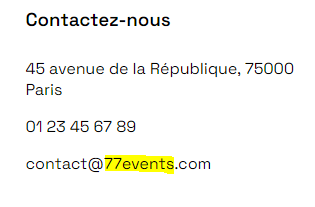 Contactez-nous
45 avenue de la République, 75000
Paris
01 23 45 67 89
contact@77events.com